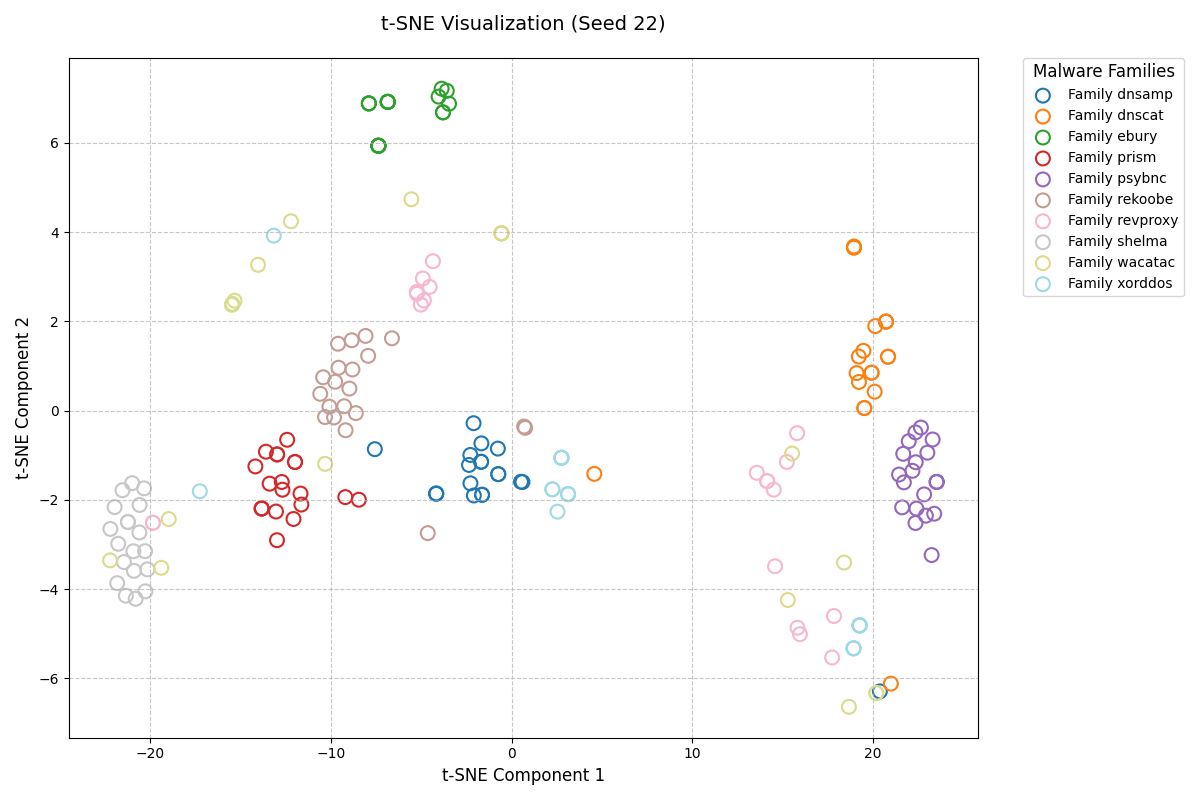 t-SNE Visualization (Seed 22)
Malware Families
Family dnsamp
Family dnscat
Family ebury
Family prism
Family psybnc
Family rekoobe
Family revproxy
Family shelma
Family wacatac
Family xorddos
t-SNE Component 2
6
4
2
0
−2
−4
−6
−20
−10
0
10
20
t-SNE Component 1